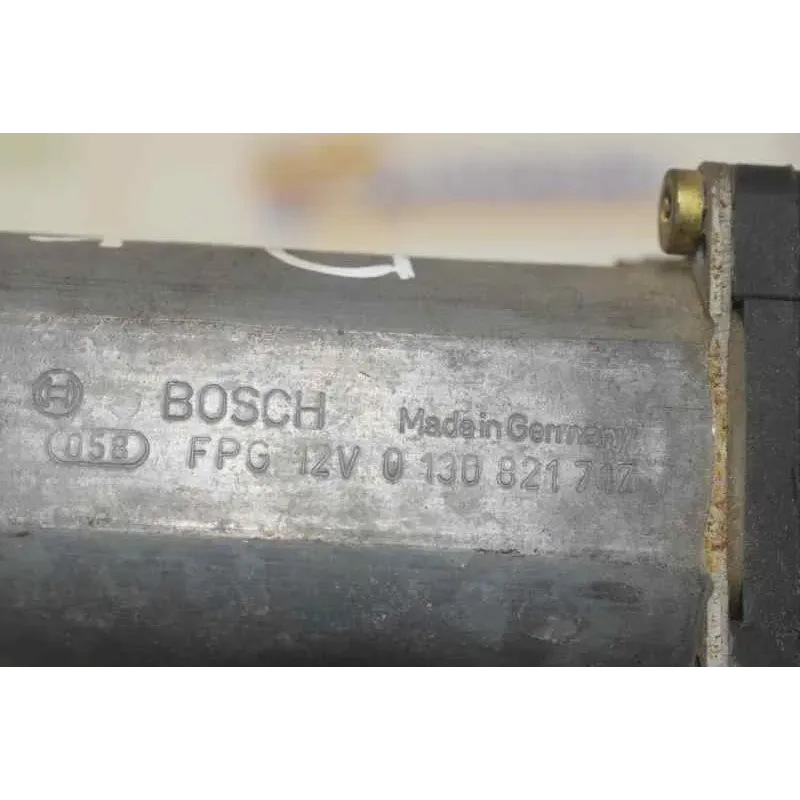 BOSCH Made in Germany
058 FPG 12V 0 130 821 717